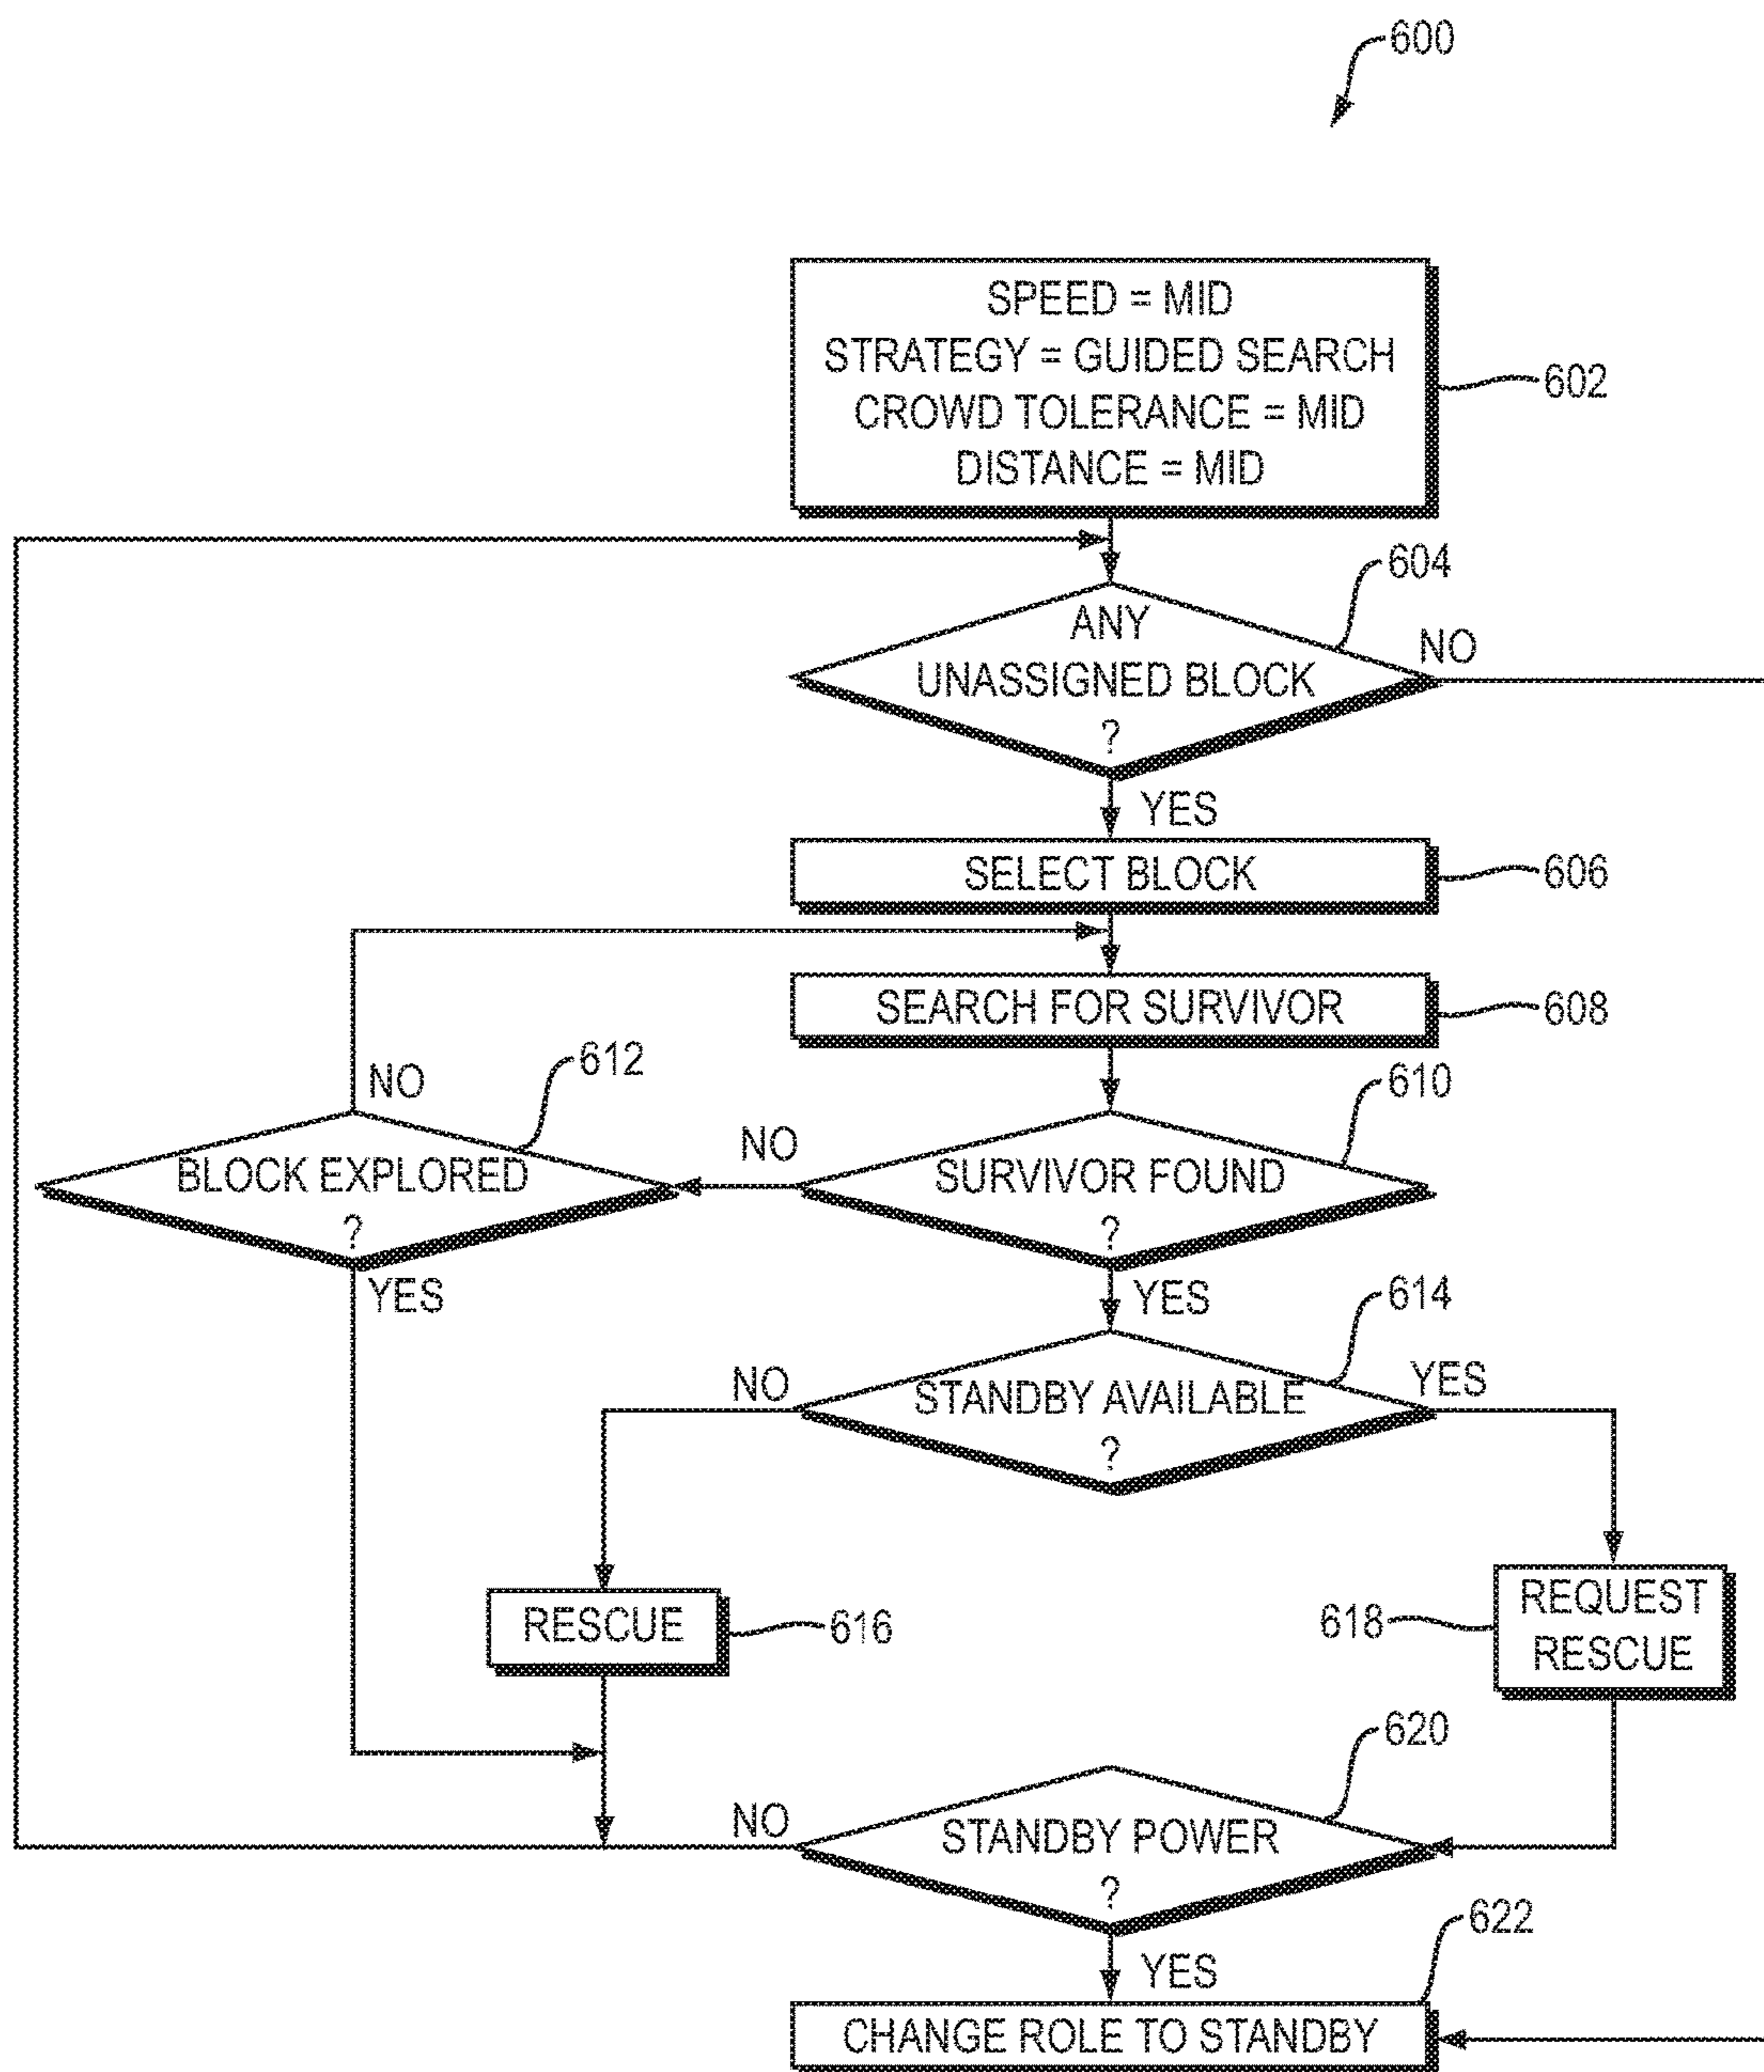 600
SPEED = MID
STRATEGY = GUIDED SEARCH
CROWD TOLERANCE = MID
DISTANCE = MID
602
604
ANY
UNASSIGNED BLOCK
?
NO
YES
SELECT BLOCK
606
SEARCH FOR SURVIVOR
608
612
NO
BLOCK EXPLORED
?
YES
NO
610
SURVIVOR FOUND
?
YES
614
NO
STANDBY AVAILABLE
?
YES
RESCUE
616
618
REQUEST
RESCUE
620
NO
STANDBY POWER
?
YES
622
CHANGE ROLE TO STANDBY